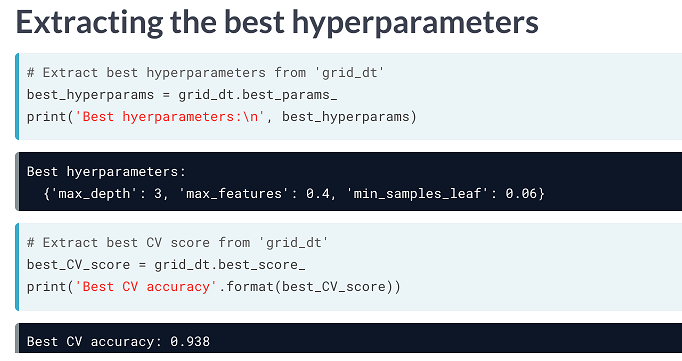 Extracting the best hyperparameters
# Extract best hyperparameters from 'grid_dt'
best_hyperparams = grid_dt.best_params_
print('Best hyerparameters:\n', best_hyperparams)
Best hyerparameters:
{'max_depth': 3, 'max_features': 0.4, 'min_samples_leaf': 0.06}
# Extract best CV score from 'grid_dt'
best_CV_score = grid_dt.best_score_
print('Best CV accuracy'.format(best_CV_score))
Best CV accuracy: 0.938